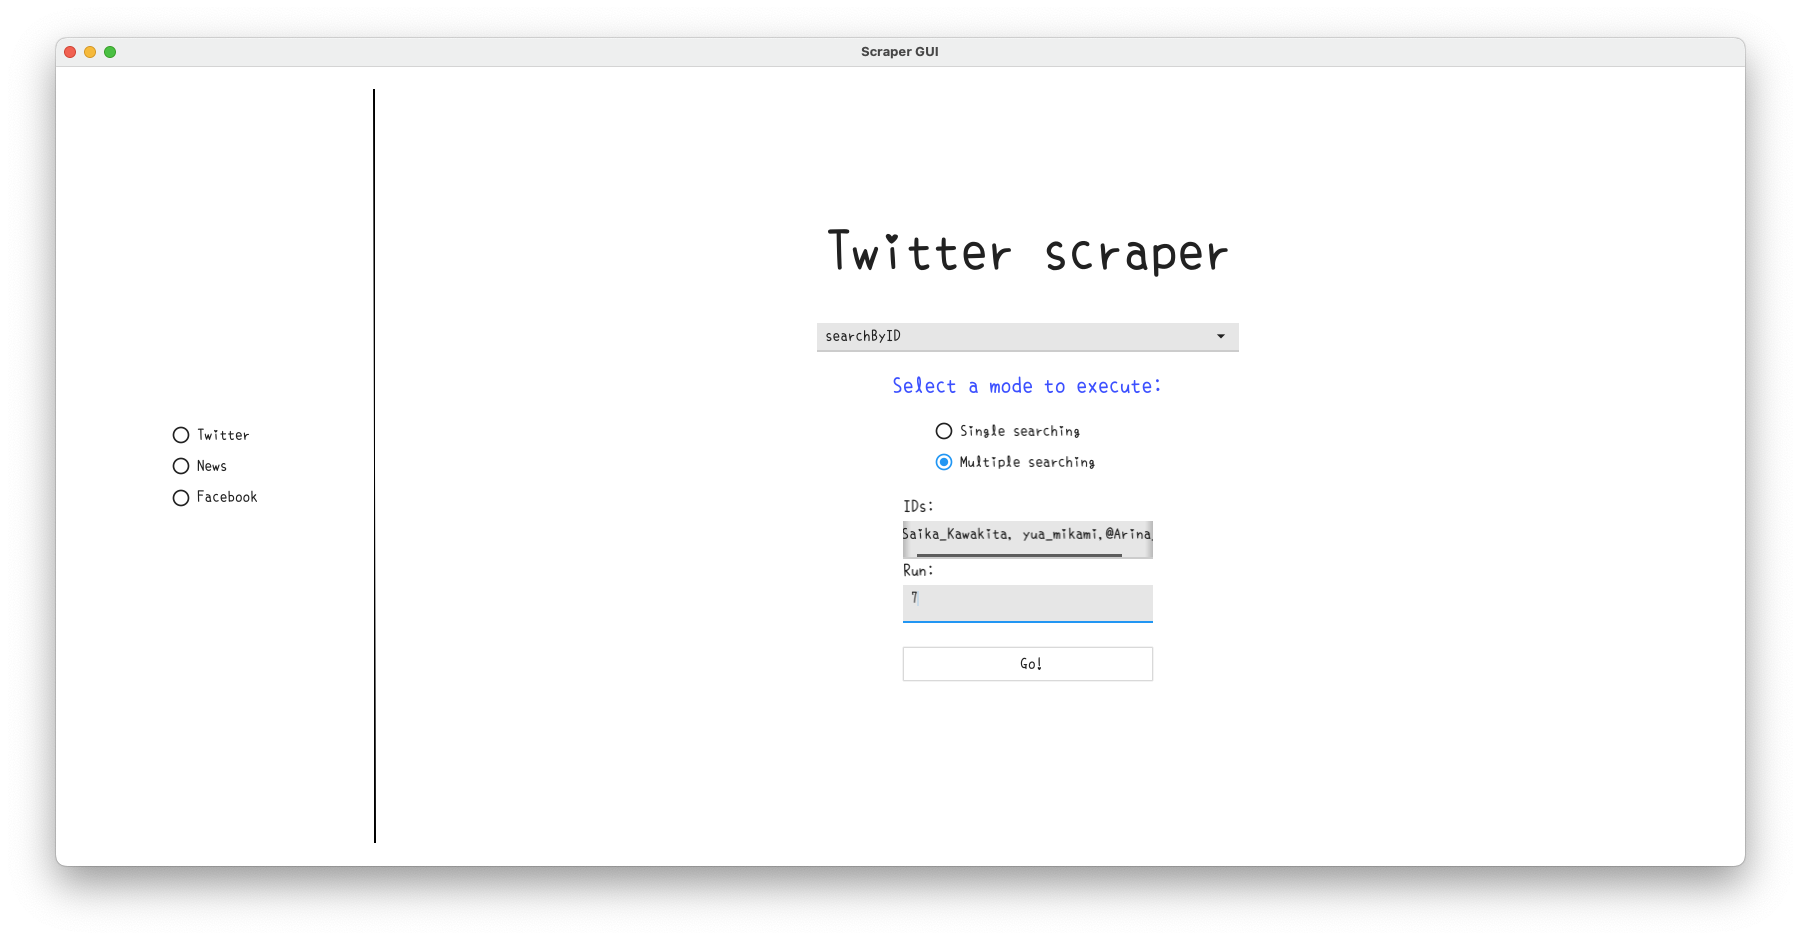 Scraper GUI
Twitter
News
Facebook
Twitter scraper
searchByID
Select a mode to execute:
Single searching
Multiple searching
IDs:
Saika_Kawakita, yua_mikami,@Arina_
Run:
7
Go!